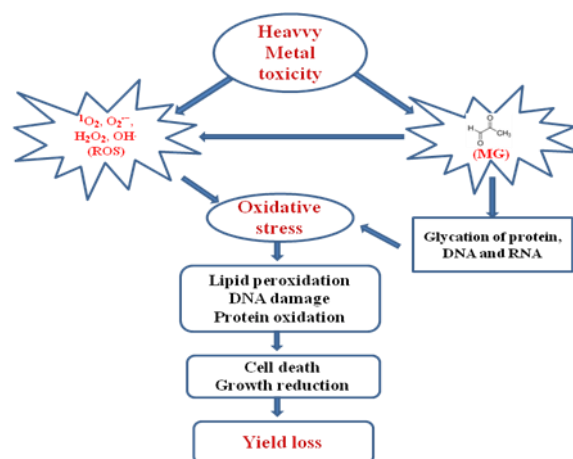 Heavvy
Metal
toxicity
¹O₂, O₂⁻˙,
H₂O₂, OH
(ROS)
O
H
O
CH₃
(MG)
Oxidative
stress
Glycation of protein,
DNA and RNA
Lipid peroxidation
DNA damage
Protein oxidation
Cell death
Growth reduction
Yield loss